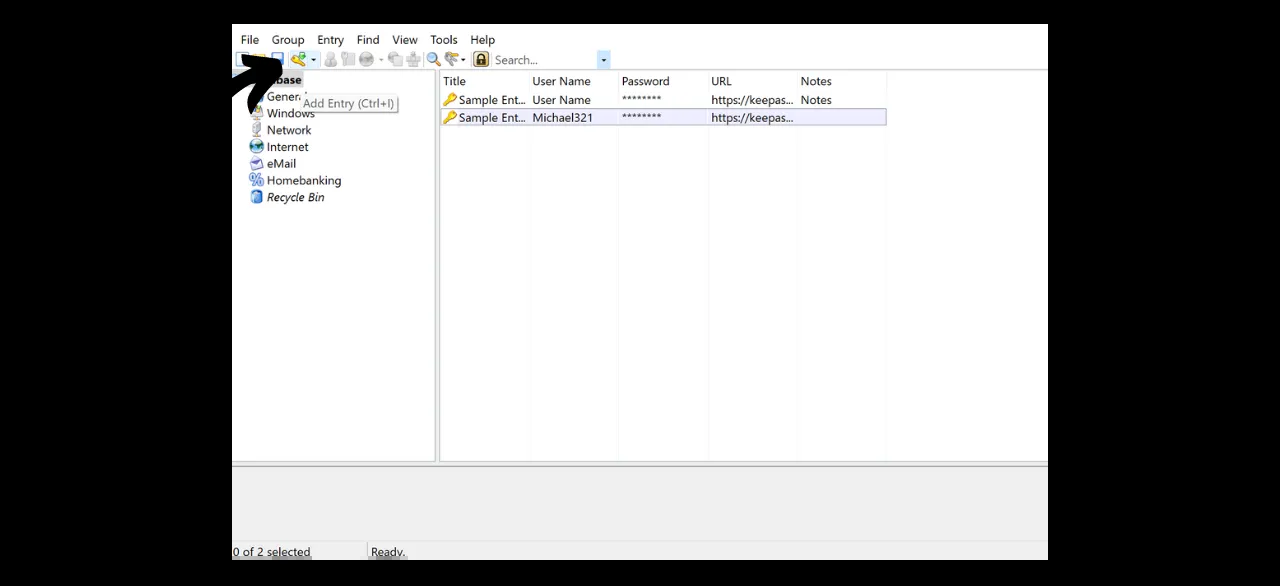 File Group Entry Find View Tools Help
Search...
base
Title User Name Password URL Notes
Sample Ent... User Name ******** https://keepas... Notes
Sample Ent... Michael321 ******** https://keepas...
Gener
Add Entry (Ctrl+I)
Windows
Network
Internet
eMail
Homebanking
Recycle Bin
0 of 2 selected
Ready.